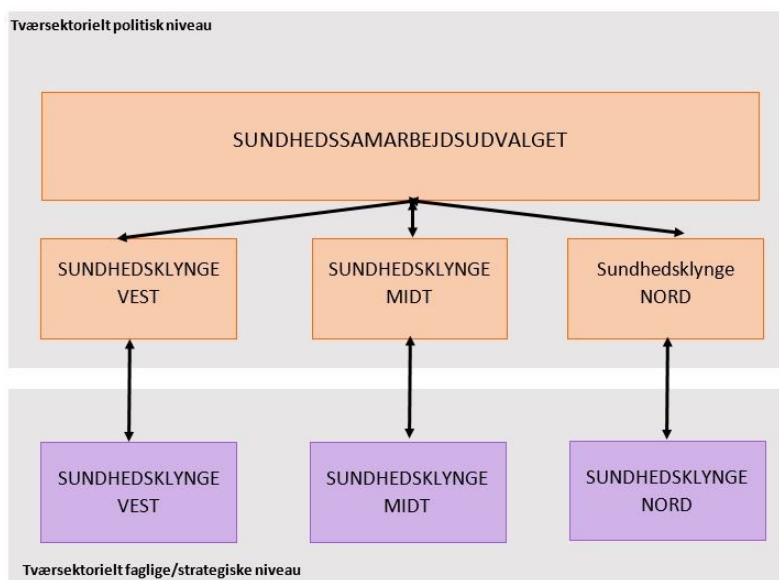 Tværsektorielt politisk niveau
SUNDHEDSSAMARBEJDSUDVALGET
SUNDHEDSKLYNGE
VEST
SUNDHEDSKLYNGE
MIDT
Sundhedsklynge
NORD
SUNDHEDSKLYNGE
VEST
SUNDHEDSKLYNGE
MIDT
SUNDHEDSKLYNGE
NORD
Tværsektorielt faglige/strategiske niveau